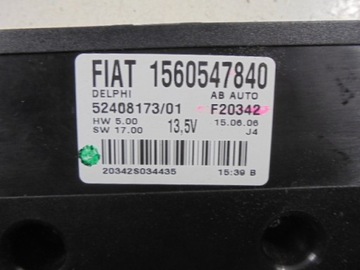 FIAT 1560547840
DELPHI AB AUTO
52408173/01 F20342
HW 5.00 13,5V 15.06.06
SW 17.00 J4
20342S034435 15:39 B